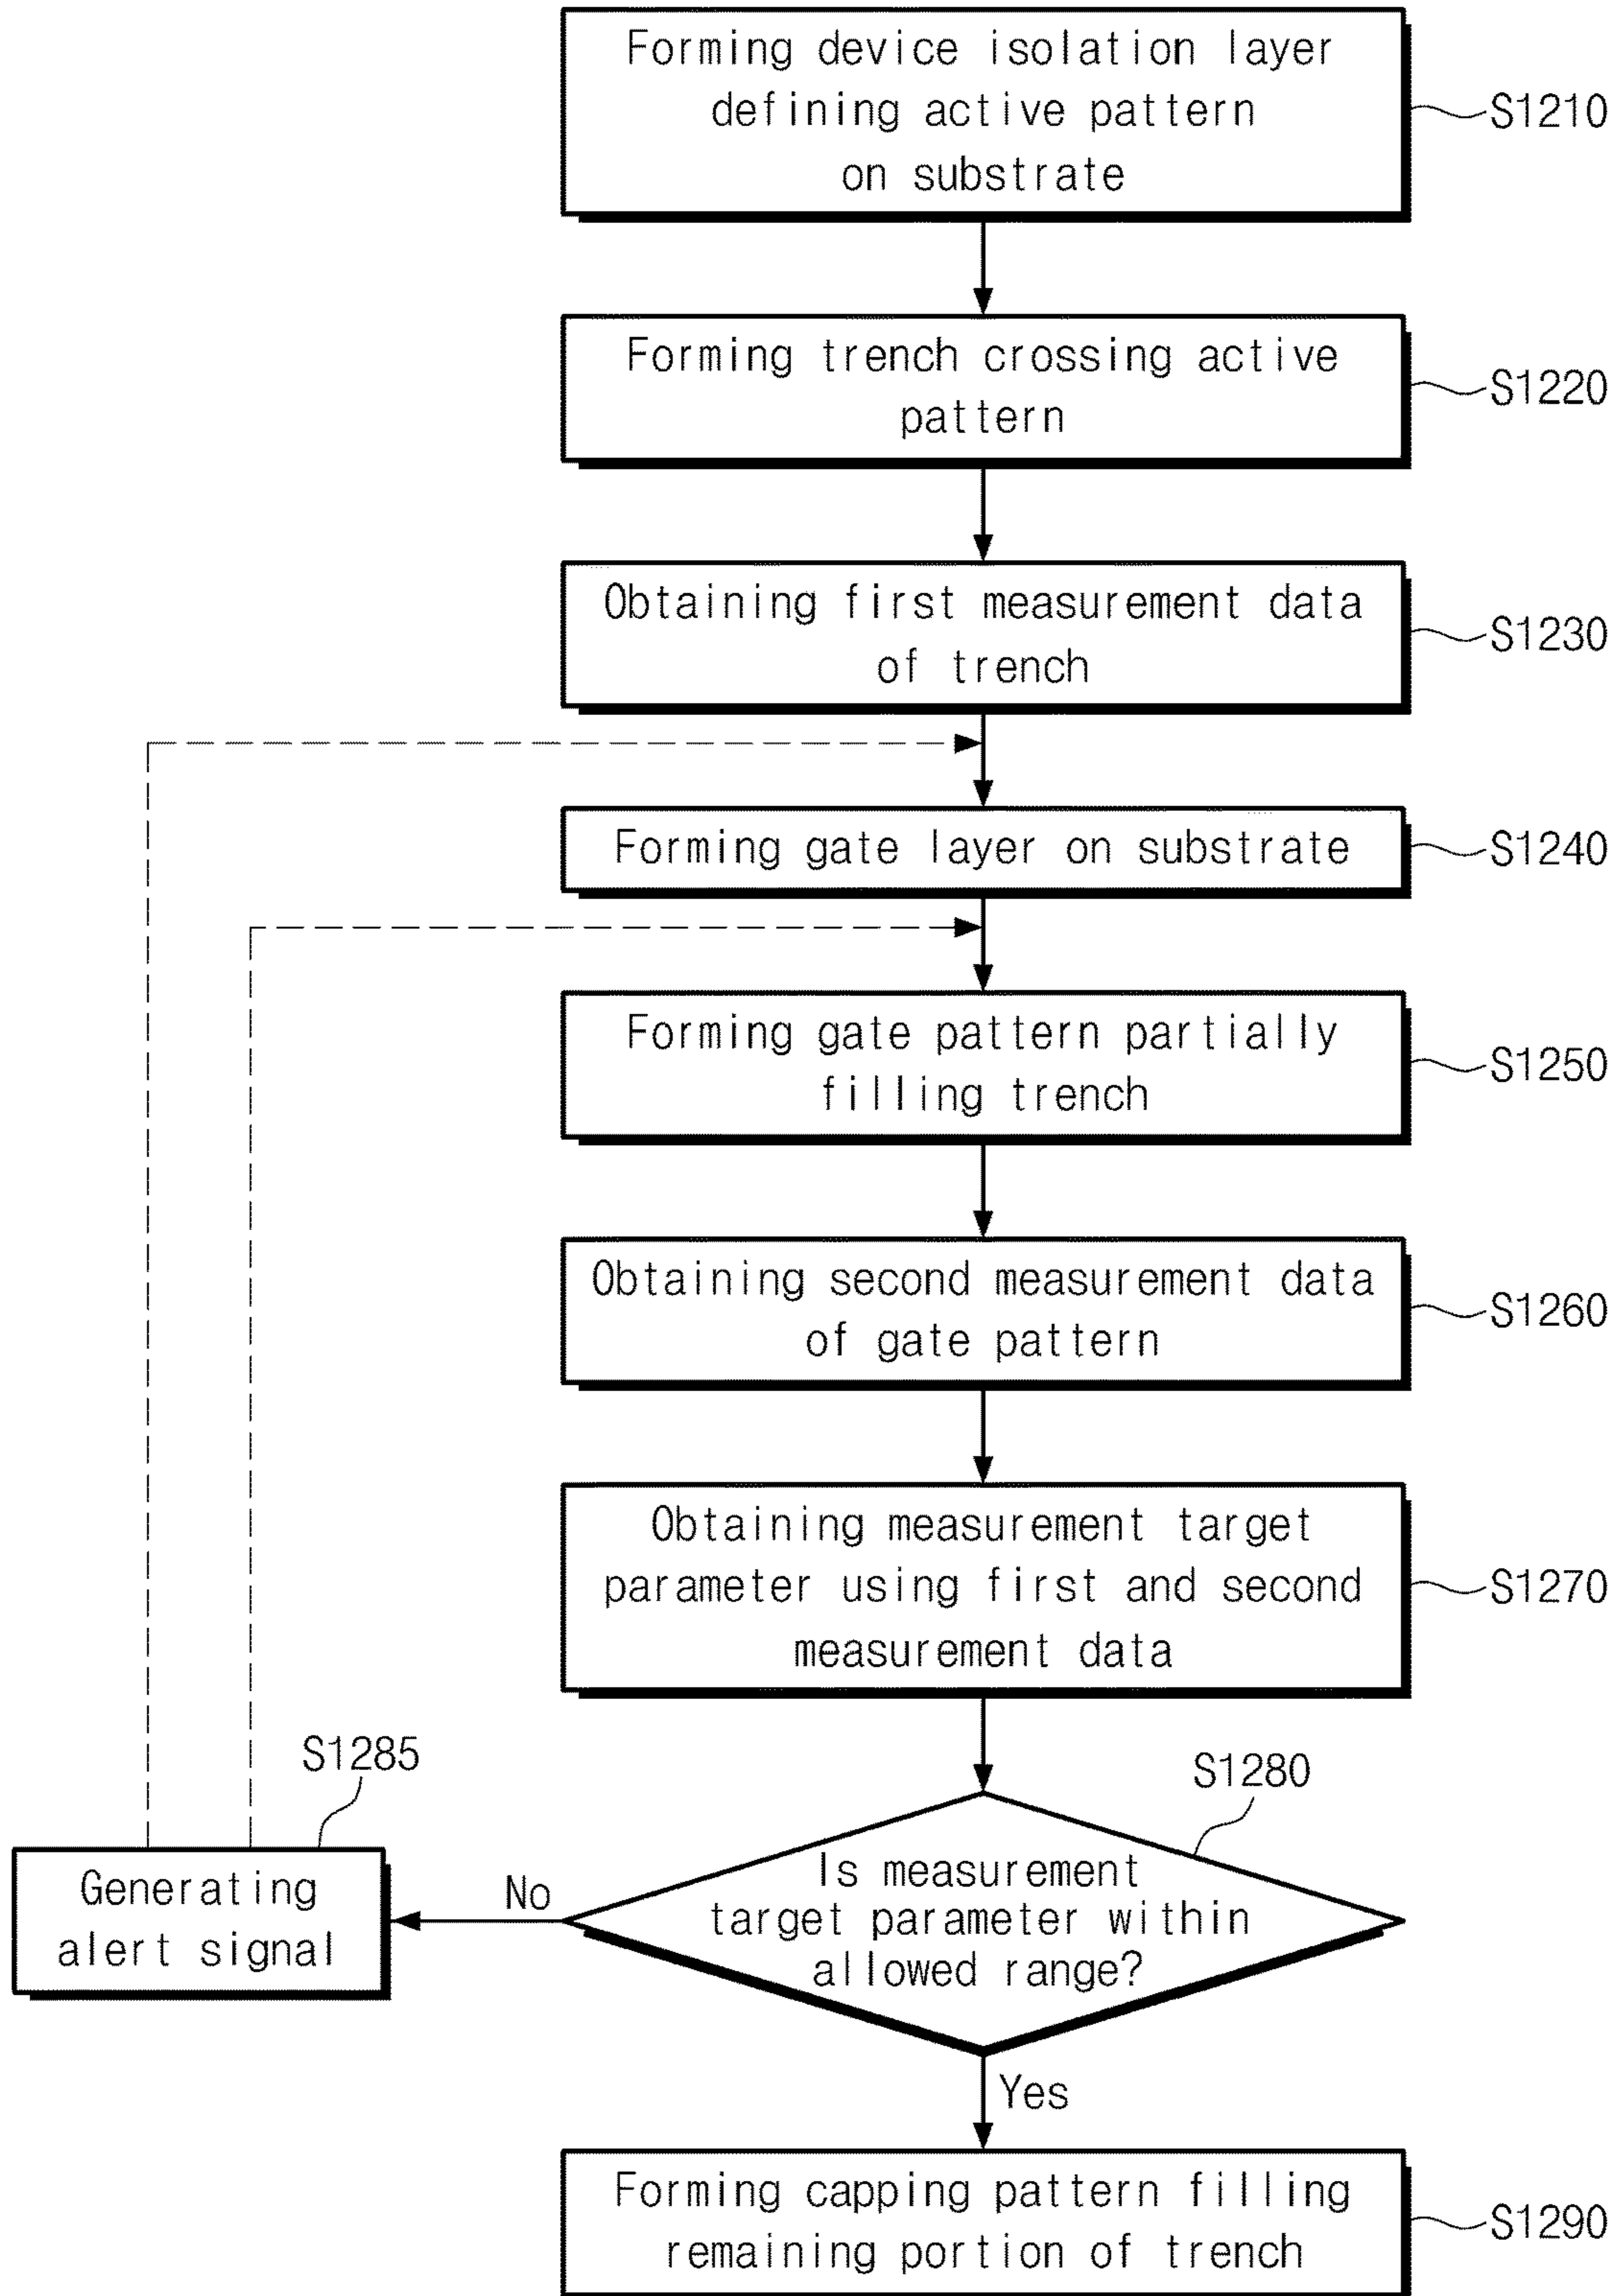 Forming device isolation layer
defining active pattern
on substrate
S1210
Forming trench crossing active
pattern
S1220
Obtaining first measurement data
of trench
S1230
Forming gate layer on substrate
S1240
Forming gate pattern partially
filling trench
S1250
Obtaining second measurement data
of gate pattern
S1260
Obtaining measurement target
parameter using first and second
measurement data
S1270
S1280
Is measurement
target parameter within
allowed range?
No
S1285
Generating
alert signal
Yes
Forming capping pattern filling
remaining portion of trench
S1290